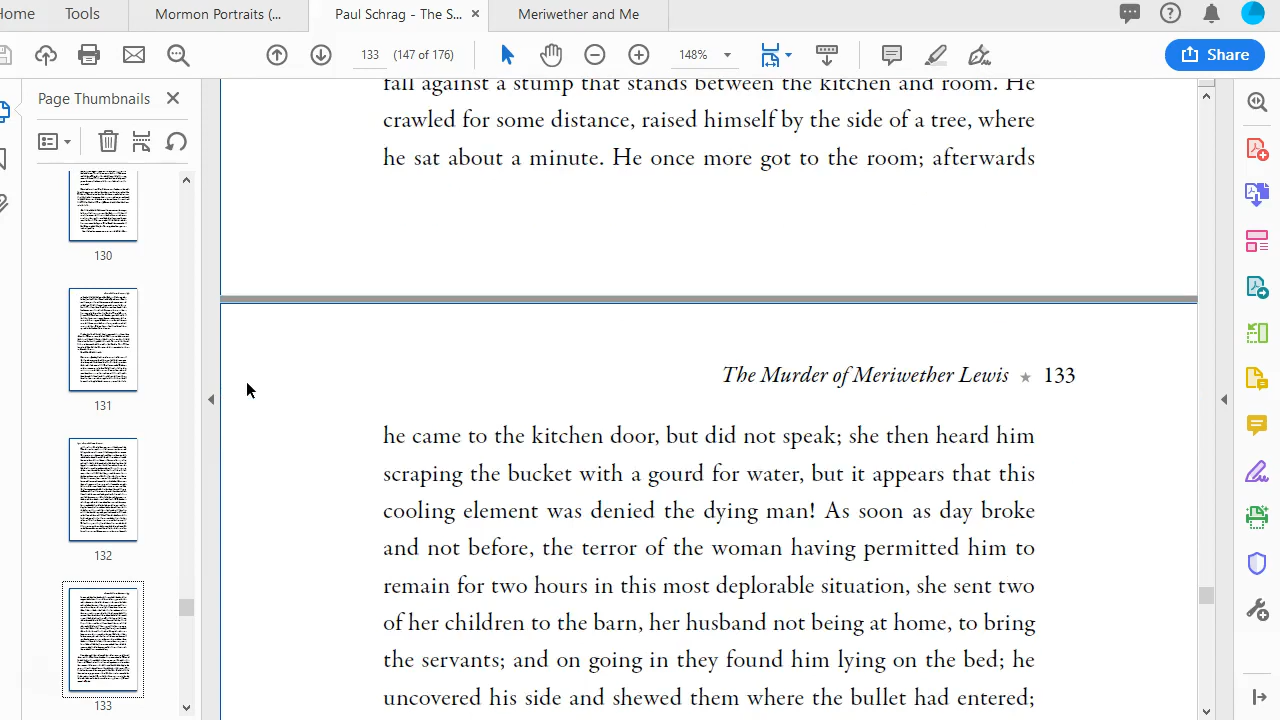 Home
Tools
Mormon Portraits (...
Paul Schrag - The S...
Meriwether and Me
133
(147 of 176)
148%
Share
Page Thumbnails
130
131
132
133
fall against a stump that stands between the kitchen and room. He
crawled for some distance, raised himself by the side of a tree, where
he sat about a minute. He once more got to the room; afterwards
The Murder of Meriwether Lewis ★ 133
he came to the kitchen door, but did not speak; she then heard him
scraping the bucket with a gourd for water, but it appears that this
cooling element was denied the dying man! As soon as day broke
and not before, the terror of the woman having permitted him to
remain for two hours in this most deplorable situation, she sent two
of her children to the barn, her husband not being at home, to bring
the servants; and on going in they found him lying on the bed; he
uncovered his side and shewed them where the bullet had entered;